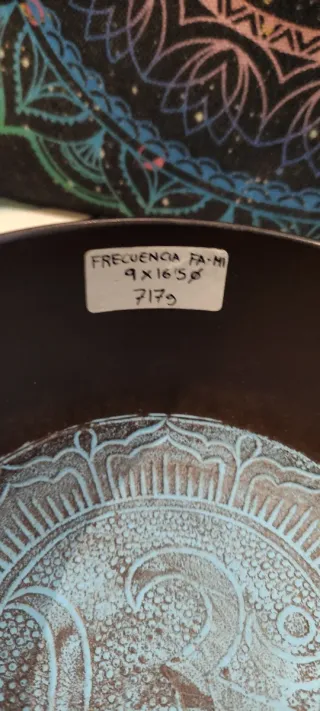 FRECUENCIA FA-MI
9 x 16'5 ø
717g